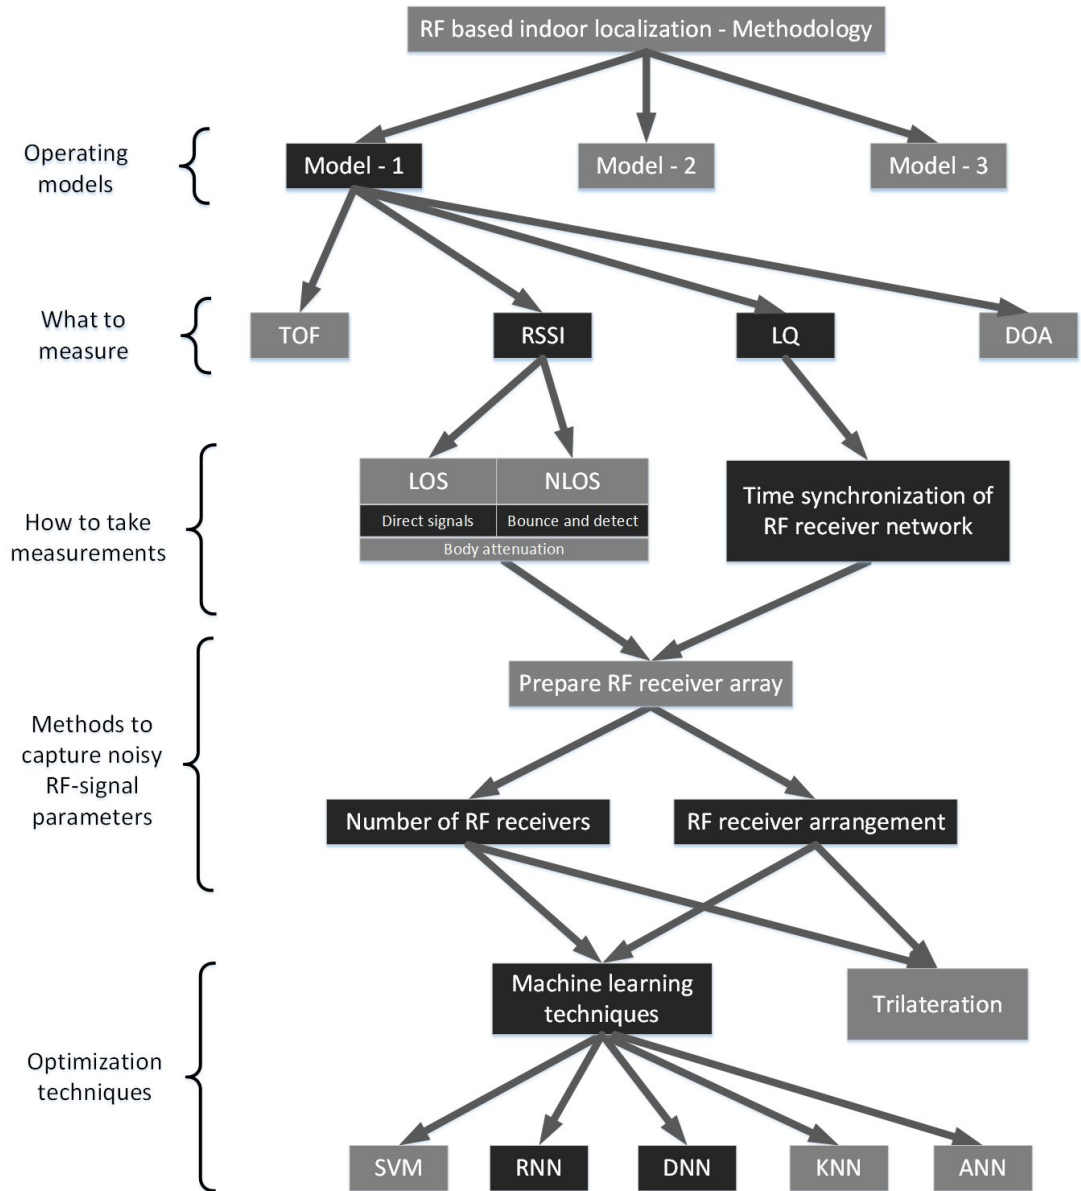 RF based indoor localization - Methodology
Operating
models
Model - 1
Model - 2
Model - 3
What to
measure
TOF
RSSI
LQ
DOA
How to take
measurements
LOS
NLOS
Direct signals
Bounce and detect
Body attenuation
Time synchronization of
RF receiver network
Methods to
capture noisy
RF-signal
parameters
Prepare RF receiver array
Number of RF receivers
RF receiver arrangement
Optimization
techniques
Machine learning
techniques
Trilateration
SVM
RNN
DNN
KNN
ANN